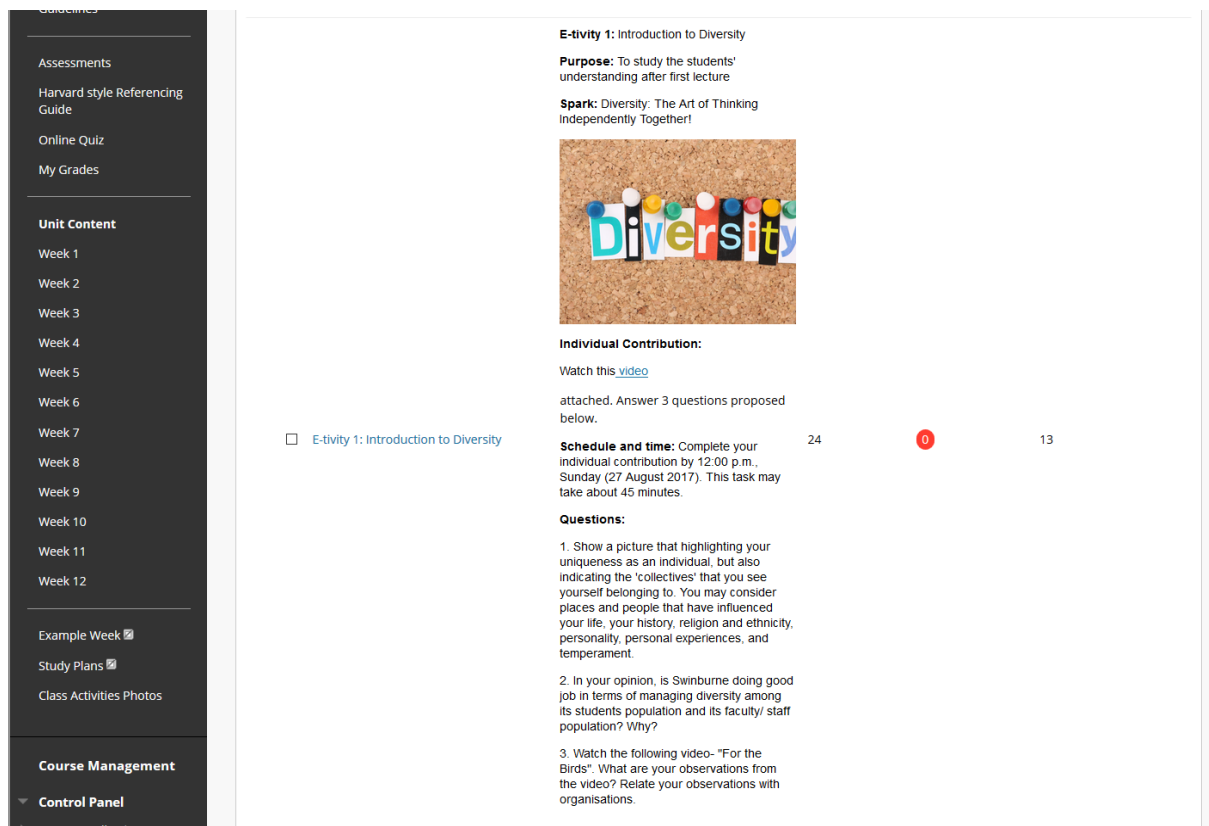 Guidelines
Assessments
Harvard style Referencing
Guide
Online Quiz
My Grades
Unit Content
Week 1
Week 2
Week 3
Week 4
Week 5
Week 6
Week 7
Week 8
Week 9
Week 10
Week 11
Week 12
Example Week
Study Plans
Class Activities Photos
Course Management
Control Panel
E-tivity 1: Introduction to Diversity
E-tivity 1: Introduction to Diversity
Purpose: To study the students'
understanding after first lecture
Spark: Diversity: The Art of Thinking
Independently Together!
Diversity
Individual Contribution:
Watch this video
attached. Answer 3 questions proposed
below.
Schedule and time: Complete your
individual contribution by 12:00 p.m.,
Sunday (27 August 2017). This task may
take about 45 minutes.
Questions:
1. Show a picture that highlighting your
uniqueness as an individual, but also
indicating the 'collectives' that you see
yourself belonging to. You may consider
places and people that have influenced
your life, your history, religion and ethnicity,
personality, personal experiences, and
temperament.
2. In your opinion, is Swinburne doing good
job in terms of managing diversity among
its students population and its faculty/ staff
population? Why?
3. Watch the following video- "For the
Birds". What are your observations from
the video? Relate your observations with
organisations.
24
0
13